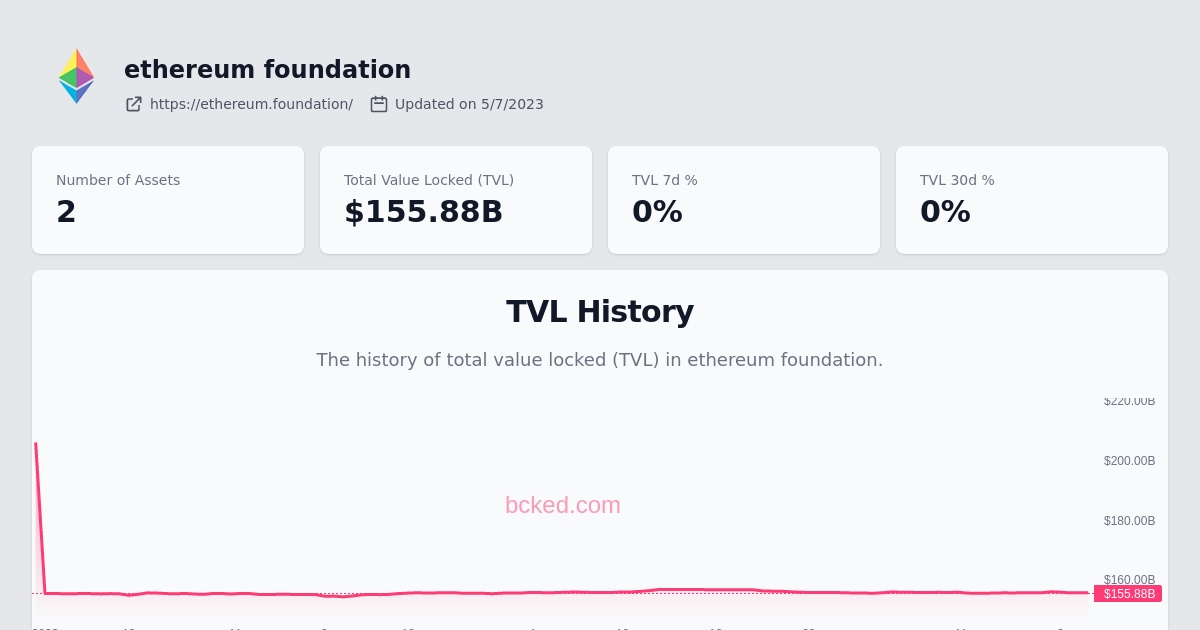 ethereum foundation
https://ethereum.foundation/ Updated on 5/7/2023
Number of Assets
2
Total Value Locked (TVL)
$155.88B
TVL 7d %
0%
TVL 30d %
0%
TVL History
The history of total value locked (TVL) in ethereum foundation.
$220.00B
$200.00B
bcked.com
$180.00B
$160.00B
$155.88B